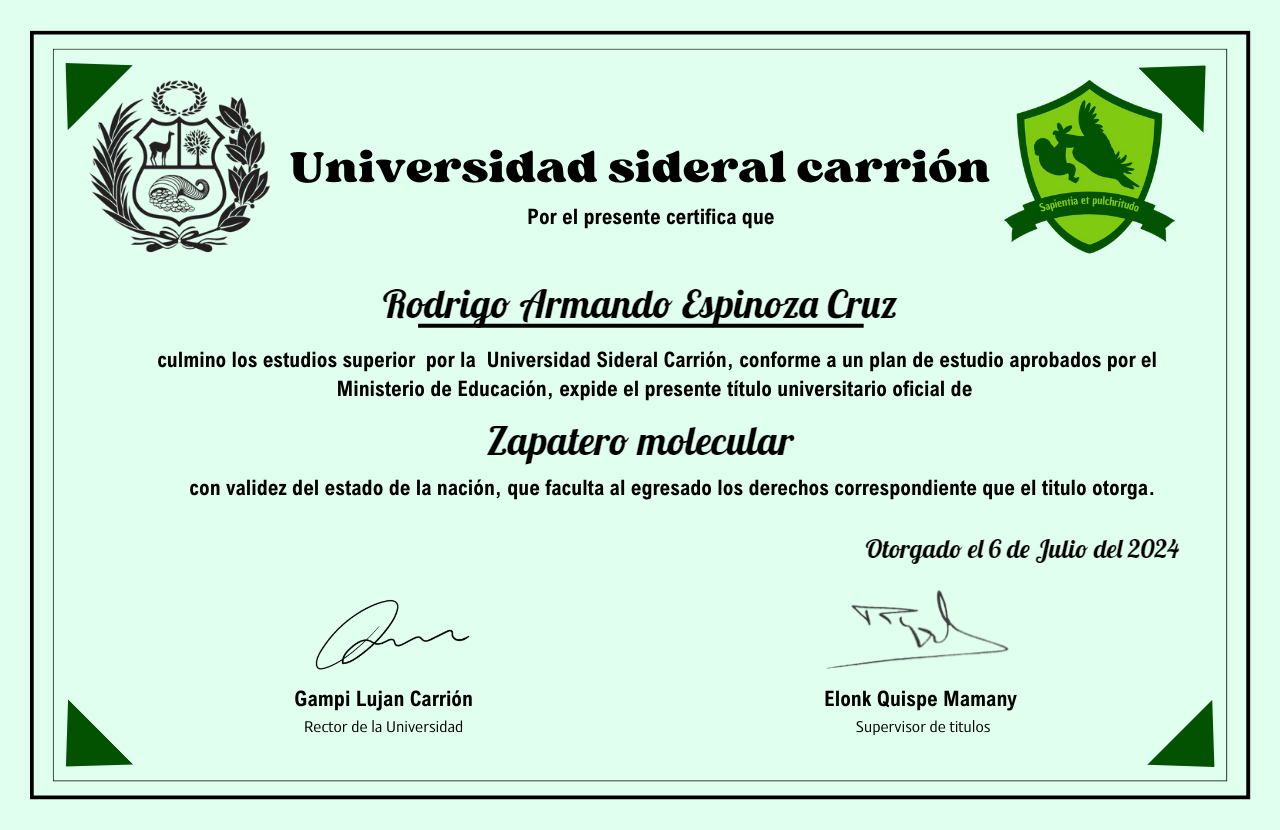 Universidad sideral carrión
Por el presente certifica que
Sapientia et pulchritudo
Rodrigo Armando Espinoza Cruz
culmino los estudios superior por la Universidad Sideral Carrión, conforme a un plan de estudio aprobados por el
Ministerio de Educación, expide el presente título universitario oficial de
Zapatero molecular
con validez del estado de la nación, que faculta al egresado los derechos correspondiente que el titulo otorga.
Otorgado el 6 de Julio del 2024
Gampi Lujan Carrión
Rector de la Universidad
Elonk Quispe Mamany
Supervisor de titulos